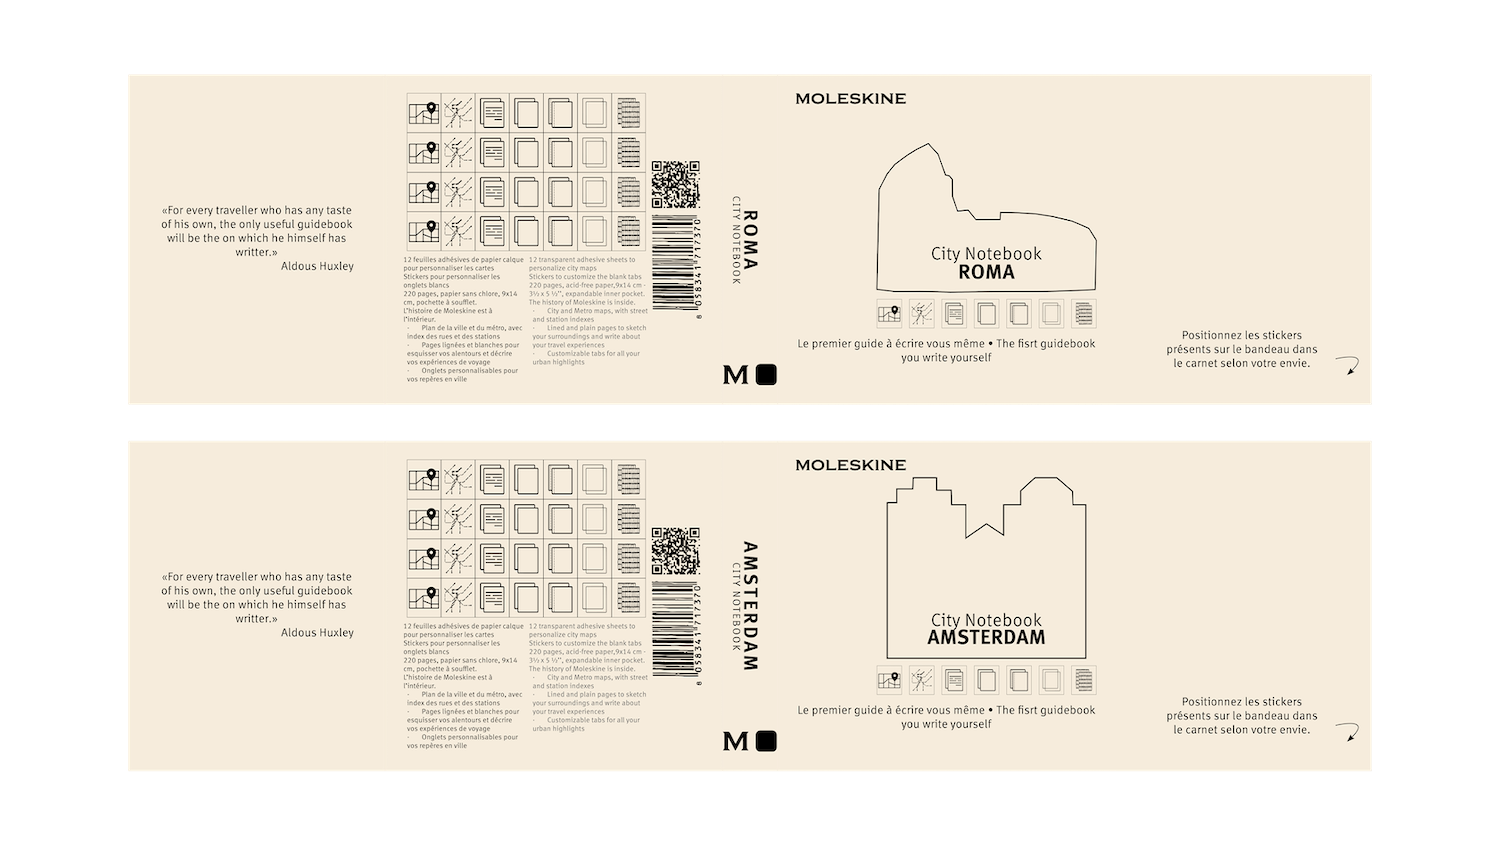 «For every traveller who has any taste
of his own, the only useful guidebook
will be the on which he himself has
writter.»
Aldous Huxley
12 feuilles adhésives de papier calque
pour personnaliser les cartes
Stickers pour personnaliser les
onglets blancs
220 pages, papier sans chlore, 9x14
cm, pochette à soufflet.
L'histoire de Moleskine est à
l'intérieur.
- Plan de la ville et du métro, avec
index des rues et des stations
- Pages lignées et blanches pour
esquisser vos alentours et décrire
vos expériences de voyage
- Onglets personnalisables pour
vos repères en ville
12 transparent adhesive sheets to
personalize city maps
Stickers to customize the blank tabs
220 pages, acid-free paper,9x14 cm -
3½ x 5 ½", expandable inner pocket.
The history of Moleskine is inside.
- City and Metro maps, with street
and station indexes
- Lined and plain pages to sketch
your surroundings and write about
your travel experiences
- Customizable tabs for all your
urban highlights
8 058341 717370
ROMA
CITY NOTEBOOK
M
MOLESKINE
City Notebook
ROMA
Le premier guide à écrire vous même • The fisrt guidebook
you write yourself
Positionnez les stickers
présents sur le bandeau dans
le carnet selon votre envie.
«For every traveller who has any taste
of his own, the only useful guidebook
will be the on which he himself has
writter.»
Aldous Huxley
12 feuilles adhésives de papier calque
pour personnaliser les cartes
Stickers pour personnaliser les
onglets blancs
220 pages, papier sans chlore, 9x14
cm, pochette à soufflet.
L'histoire de Moleskine est à
l'intérieur.
- Plan de la ville et du métro, avec
index des rues et des stations
- Pages lignées et blanches pour
esquisser vos alentours et décrire
vos expériences de voyage
- Onglets personnalisables pour
vos repères en ville
12 transparent adhesive sheets to
personalize city maps
Stickers to customize the blank tabs
220 pages, acid-free paper,9x14 cm -
3½ x 5 ½", expandable inner pocket.
The history of Moleskine is inside.
- City and Metro maps, with street
and station indexes
- Lined and plain pages to sketch
your surroundings and write about
your travel experiences
- Customizable tabs for all your
urban highlights
8 058341 717370
AMSTERDAM
CITY NOTEBOOK
M
MOLESKINE
City Notebook
AMSTERDAM
Le premier guide à écrire vous même • The fisrt guidebook
you write yourself
Positionnez les stickers
présents sur le bandeau dans
le carnet selon votre envie.